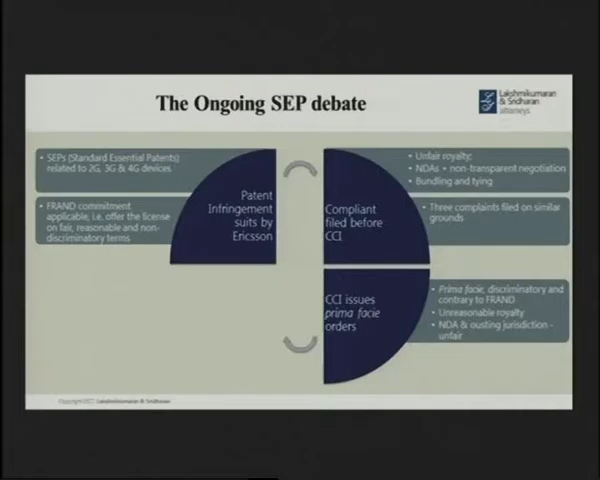 The Ongoing SEP debate
Lakshmikumaran
& Sridharan
attorneys
• SEPs (Standard Essential Patents)
related to 2G, 3G & 4G devices
• FRAND commitment
applicable, i.e. offer the license
on fair, reasonable and non-
discriminatory terms
Patent
Infringement
suits by
Ericsson
Compliant
filed before
CCI
• Unfair royalty;
• NDAs • non-transparent negotiation
• Bundling and tying
• Three complaints filed on similar
grounds
CCI issues
prima facie
orders
• Prima facie, discriminatory and
contrary to FRAND
• Unreasonable royalty
• NDA & ousting jurisdiction -
unfair
Lakshmikumaran & Sridharan